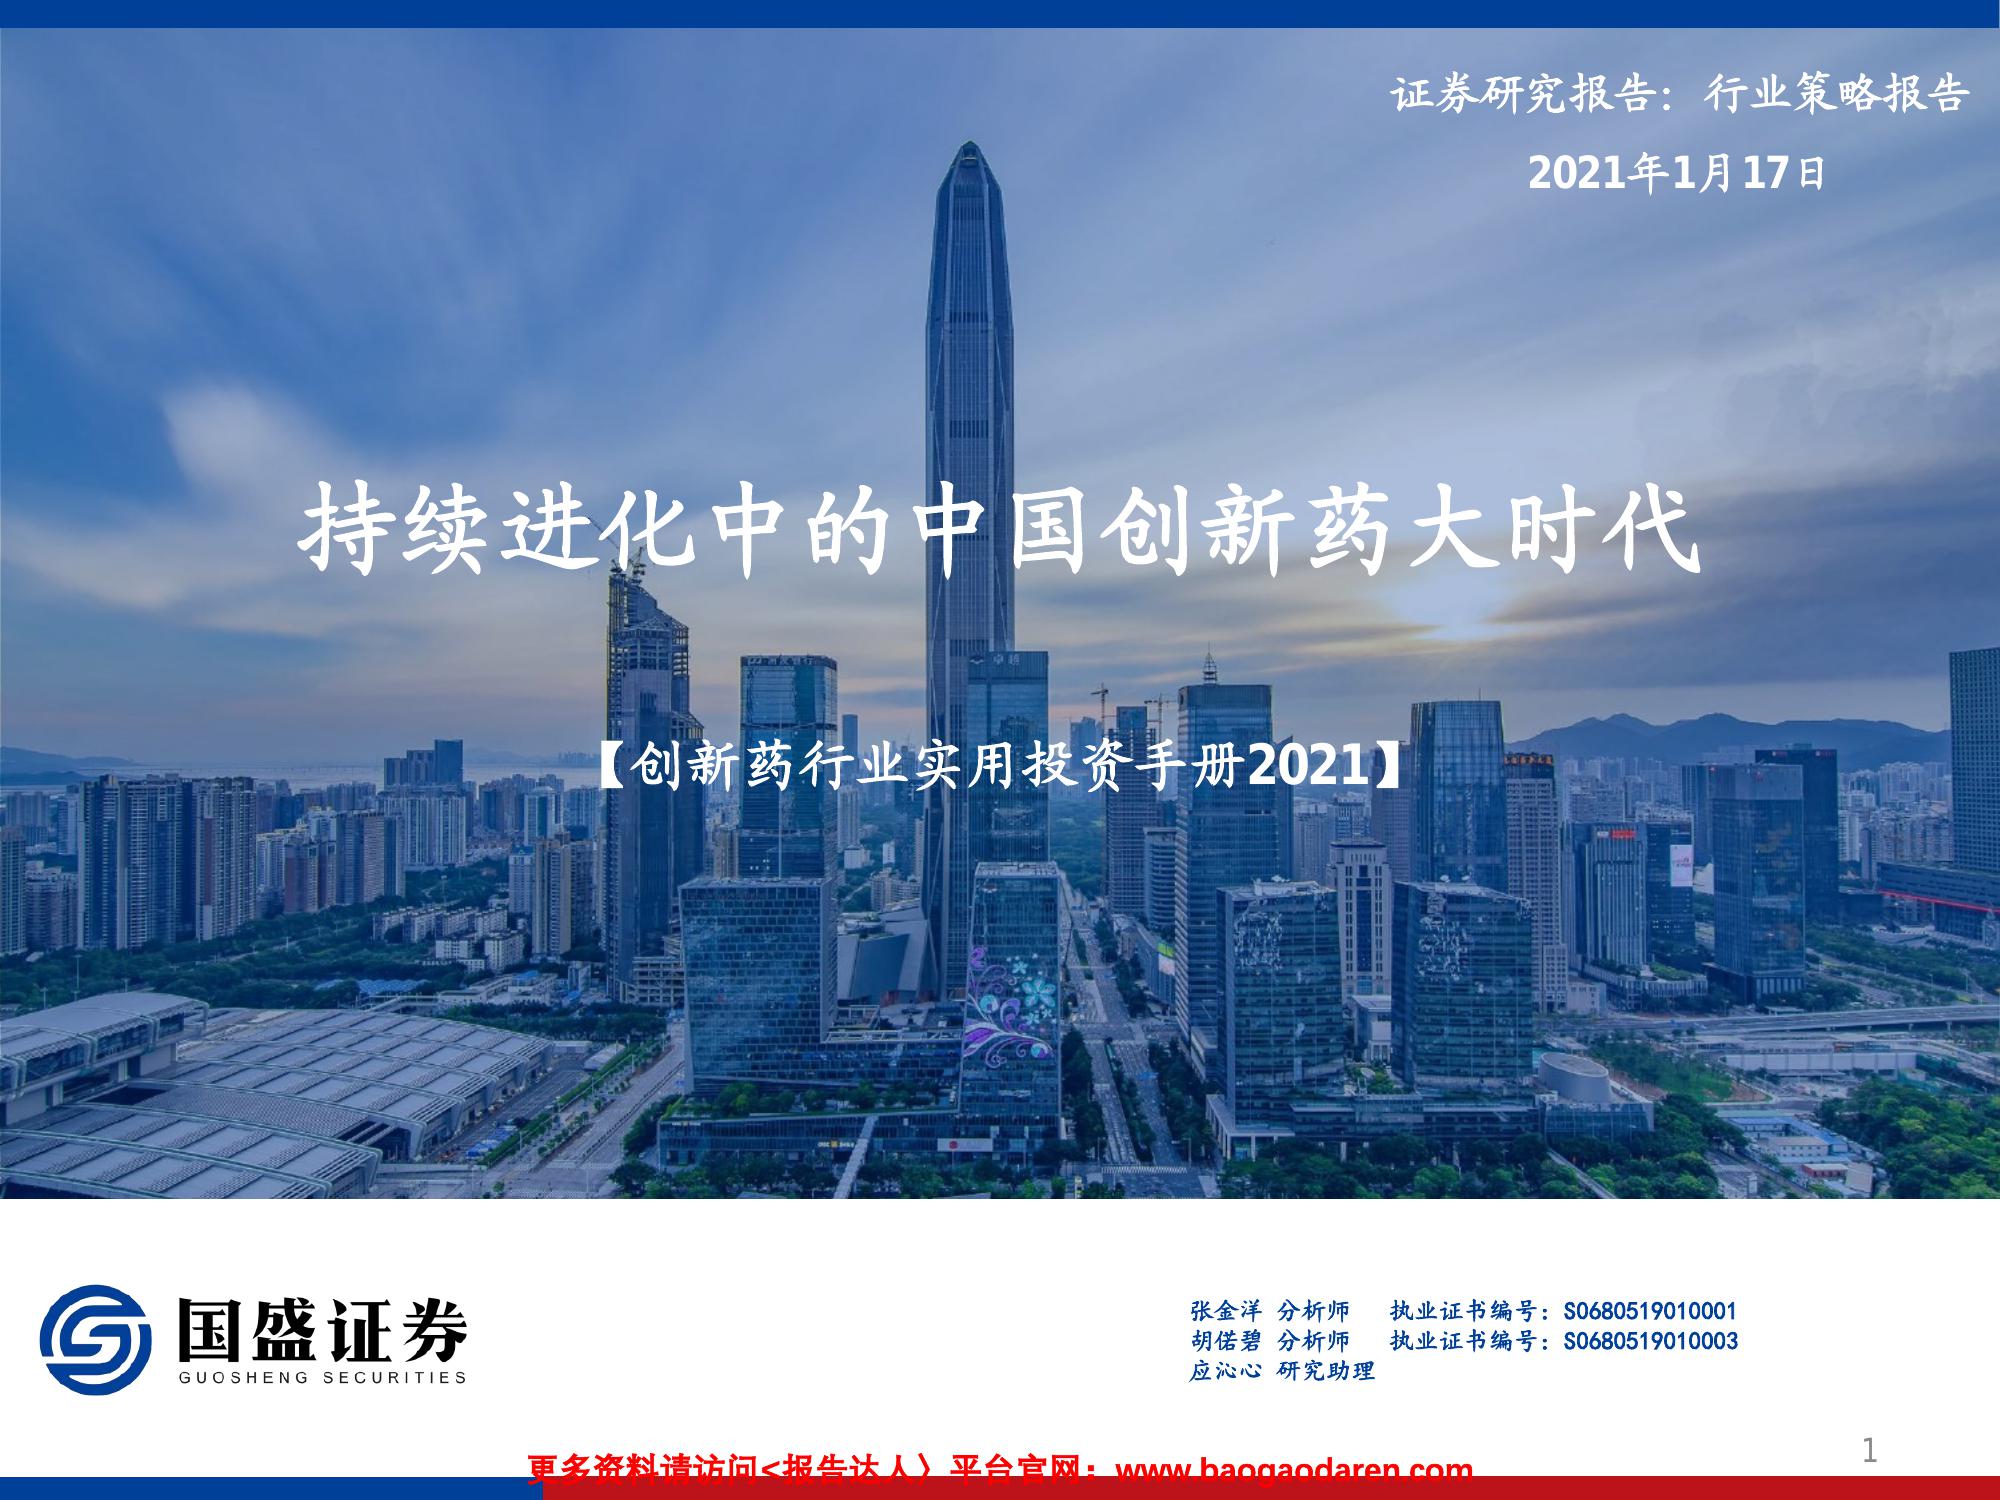 证券研究报告：行业策略报告
2021年1月17日
持续进化中的中国创新药大时代
【创新药行业实用投资手册2021】
卓越
国盛证券
GUOSHENG SECURITIES
张金洋 分析师 执业证书编号：S0680519010001
胡偌碧 分析师 执业证书编号：S0680519010003
应沁心 研究助理
1
更多资料请访问<报告达人〉平台官网：www.baogaodaren.com